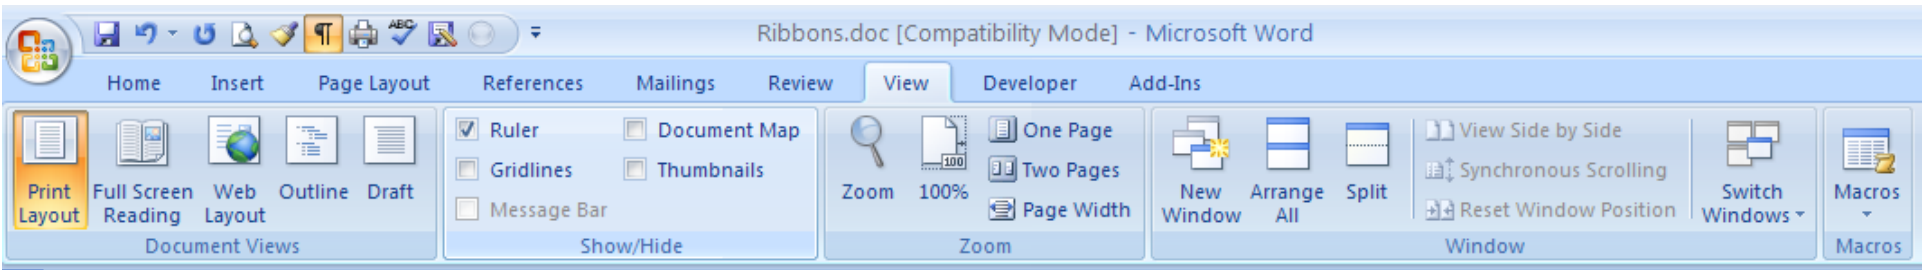 ABC
Ribbons.doc [Compatibility Mode] - Microsoft Word
Home Insert Page Layout References Mailings Review View Developer Add-Ins
Print Layout
Full Screen Reading
Web Layout
Outline
Draft
Document Views
Ruler
Gridlines
Message Bar
Document Map
Thumbnails
Show/Hide
Zoom
100
100%
One Page
Two Pages
Page Width
Zoom
New Window
Arrange All
Split
View Side by Side
Synchronous Scrolling
Reset Window Position
Switch Windows
Window
Macros
Macros